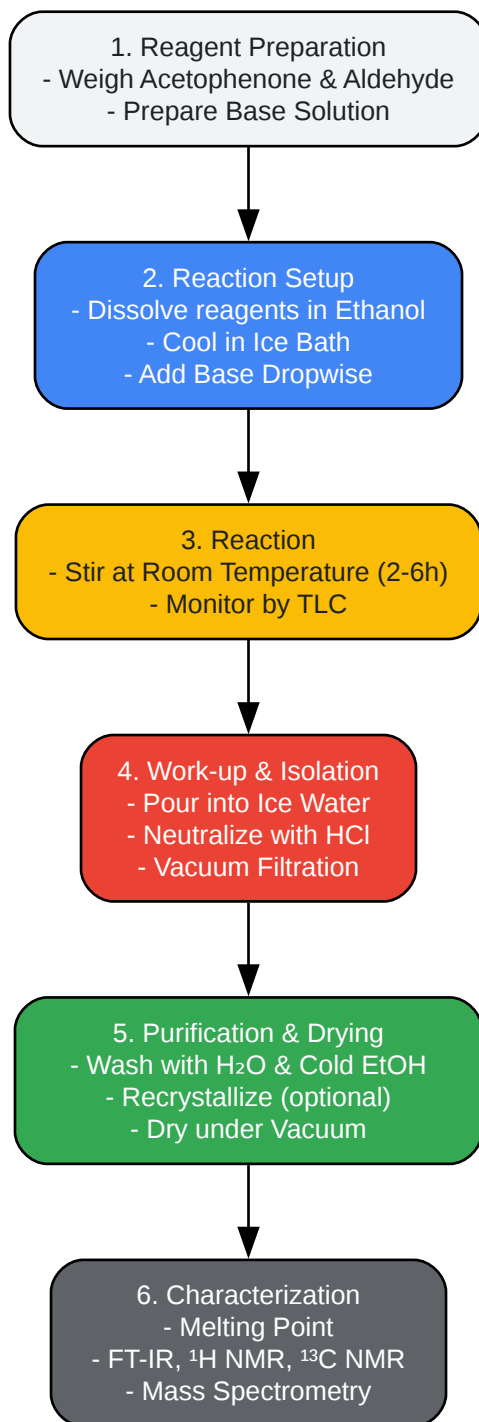 1. Reagent Preparation
- Weigh Acetophenone & Aldehyde
- Prepare Base Solution
2. Reaction Setup
- Dissolve reagents in Ethanol
- Cool in Ice Bath
- Add Base Dropwise
3. Reaction
- Stir at Room Temperature (2-6h)
- Monitor by TLC
4. Work-up & Isolation
- Pour into Ice Water
- Neutralize with HCl
- Vacuum Filtration
5. Purification & Drying
- Wash with H₂O & Cold EtOH
- Recrystallize (optional)
- Dry under Vacuum
6. Characterization
- Melting Point
- FT-IR, ¹H NMR, ¹³C NMR
- Mass Spectrometry